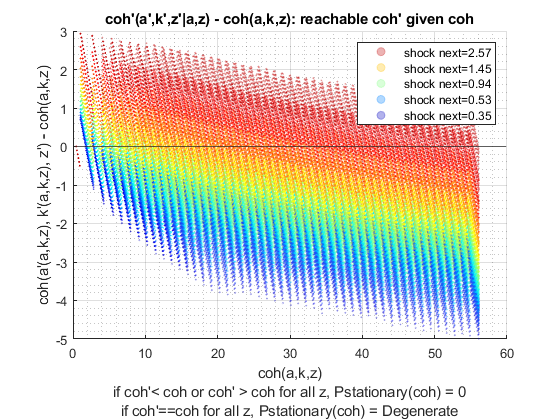 coh'(a',k',z'|a,z) - coh(a,k,z): reachable coh' given coh
shock next=2.57
shock next=1.45
shock next=0.94
shock next=0.53
shock next=0.35
coh(a'(a,k,z), k'(a,k,z), z') - coh(a,k,z)
3
2
1
0
-1
-2
-3
-4
-5
0 10 20 30 40 50 60
coh(a,k,z)
if coh'< coh or coh' > coh for all z, Pstationary(coh) = 0
if coh'==coh for all z, Pstationary(coh) = Degenerate